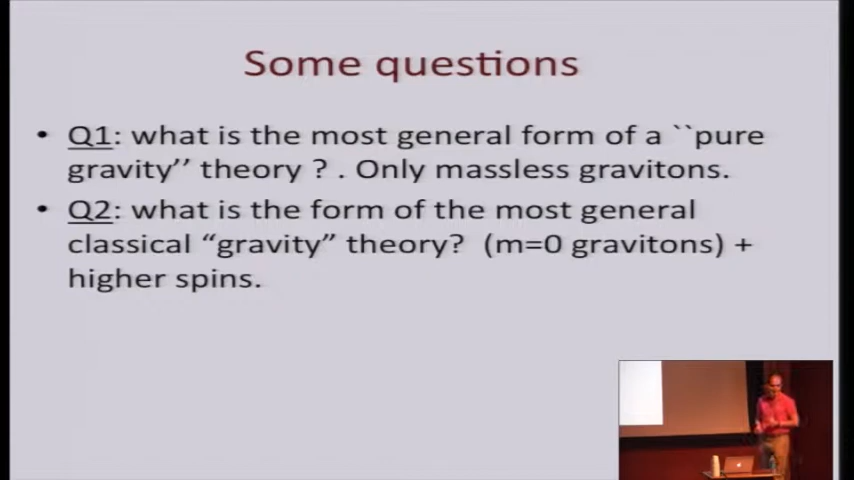 Some questions
• Q1: what is the most general form of a ``pure
gravity’’ theory ? . Only massless gravitons.
• Q2: what is the form of the most general
classical “gravity” theory? (m=0 gravitons) +
higher spins.